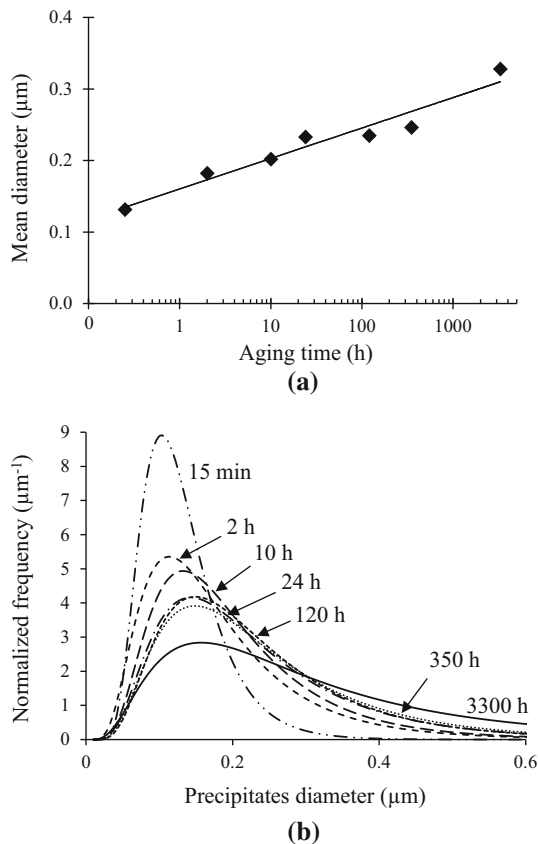 0.4
0.3
0.2
0.1
0.0
Mean diameter (µm)
0 1 10 100 1000
Aging time (h)
(a)
9
8
7
6
5
4
3
2
1
0
Normalized frequency (µm-1)
15 min
2 h
10 h
24 h
120 h
350 h
3300 h
0 0.2 0.4 0.6
Precipitates diameter (µm)
(b)